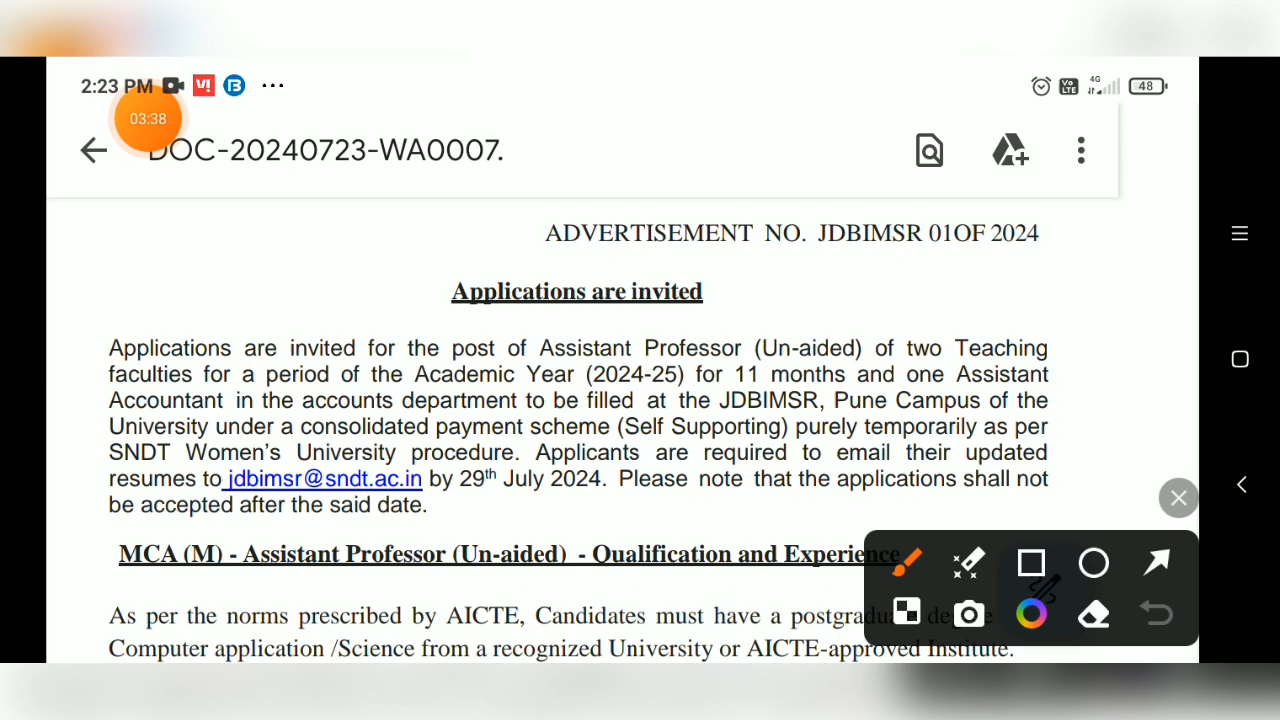 2:23 PM
03:38
4G
Vo LTE
48
DOC-20240723-WA0007.
ADVERTISEMENT NO. JDBIMSR 01OF 2024
Applications are invited
Applications are invited for the post of Assistant Professor (Un-aided) of two Teaching
faculties for a period of the Academic Year (2024-25) for 11 months and one Assistant
Accountant in the accounts department to be filled at the JDBIMSR, Pune Campus of the
University under a consolidated payment scheme (Self Supporting) purely temporarily as per
SNDT Women's University procedure. Applicants are required to email their updated
resumes to jdbimsr@sndt.ac.in by 29th July 2024. Please note that the applications shall not
be accepted after the said date.
MCA (M) - Assistant Professor (Un-aided) - Qualification and Experience
As per the norms prescribed by AICTE, Candidates must have a
Computer application /Science from a recognized University or AICTE-approved Institute.